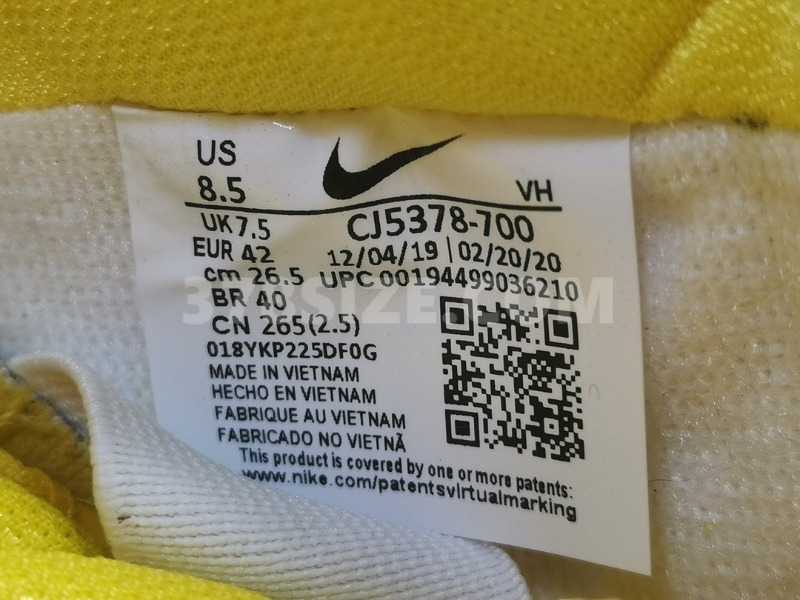 US
8.5
VH
UK 7.5
CJ5378-700
EUR 42
12/04/19 | 02/20/20
cm 26.5
UPC 00194499036210
BR 40
CN 265(2.5)
018YKP225DF0G
MADE IN VIETNAM
HECHO EN VIETNAM
FABRIQUE AU VIETNAM
FABRICADO NO VIETNÃ
This product is covered by one or more patents:
www.nike.com/patentsvirtualmarking